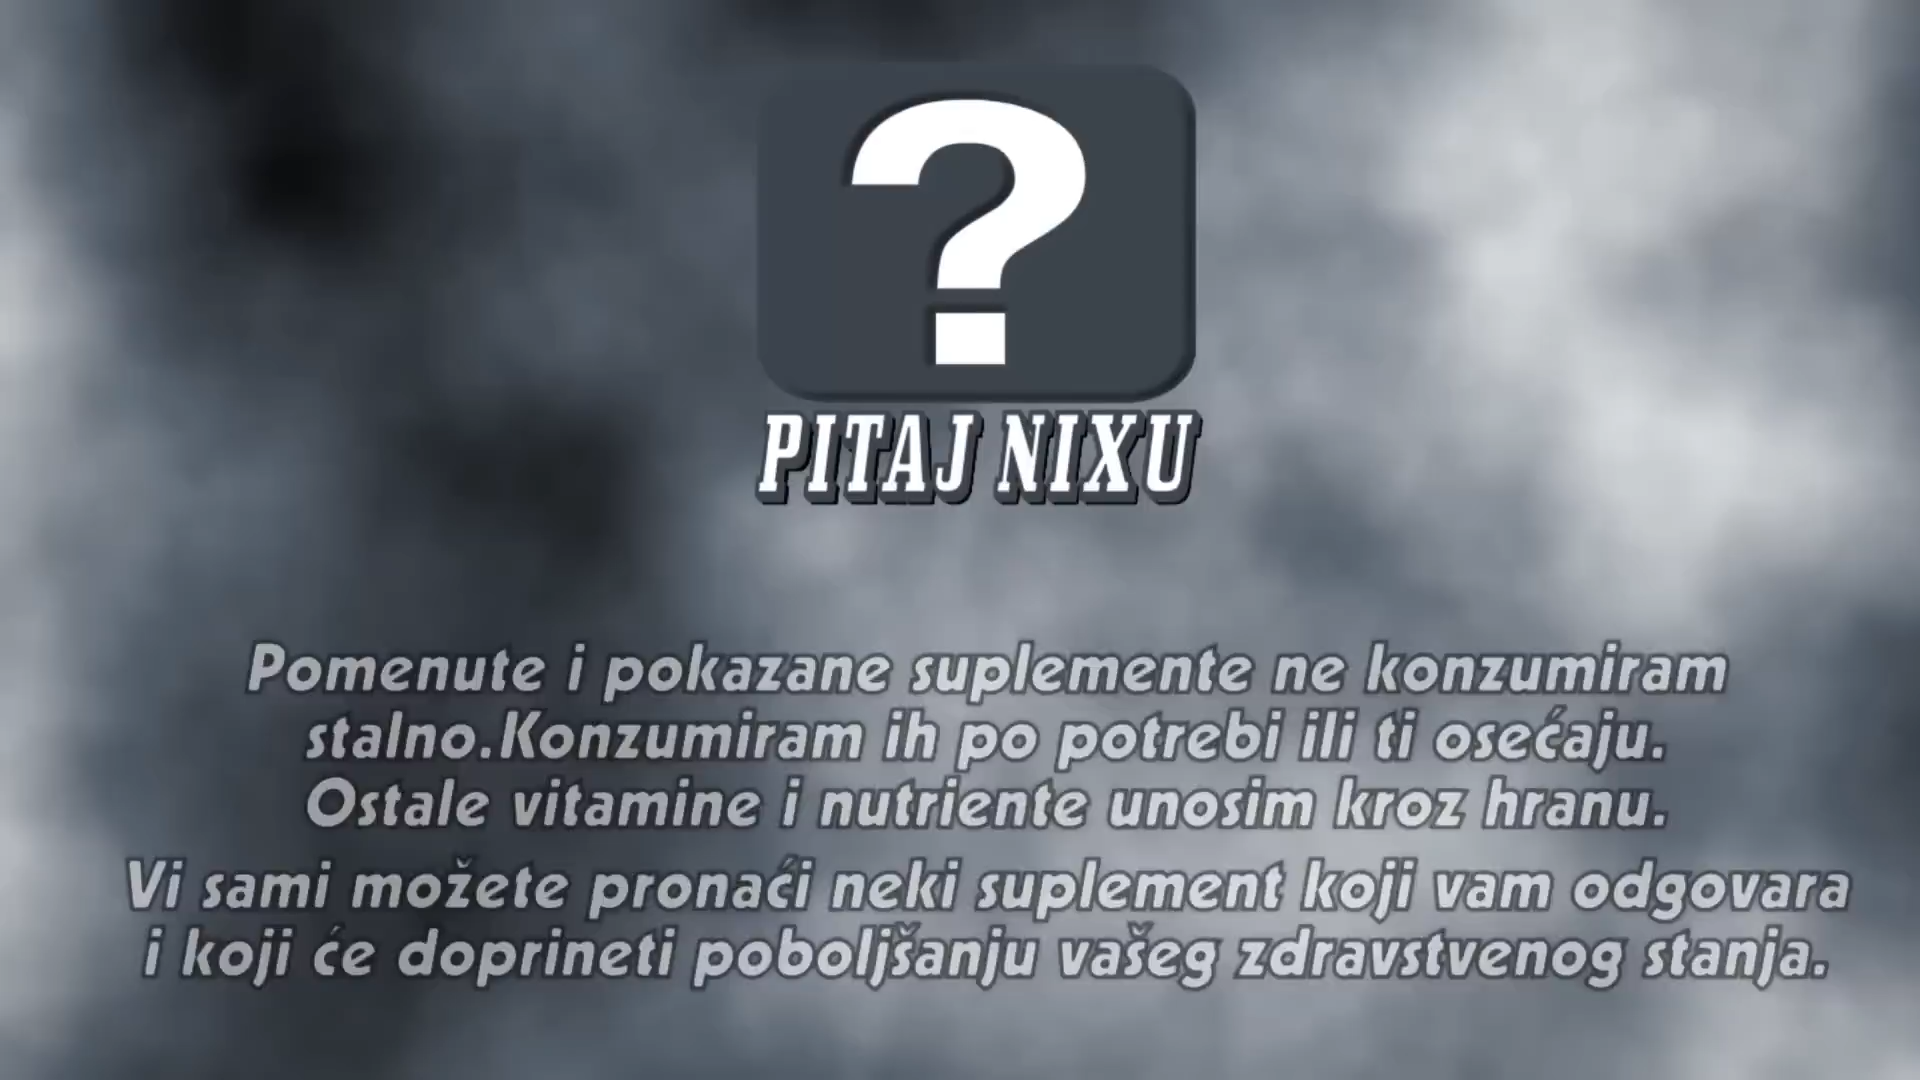 ?
PITAJ NIXU
Pomenute i pokazane suplemente ne konzumiram
stalno.Konzumiram ih po potrebi ili ti osećaju.
Ostale vitamine i nutriente unosim kroz hranu.
Vi sami možete pronaći neki suplement koji vam odgovara
i koji će doprineti poboljšanju vašeg zdravstvenog stanja.